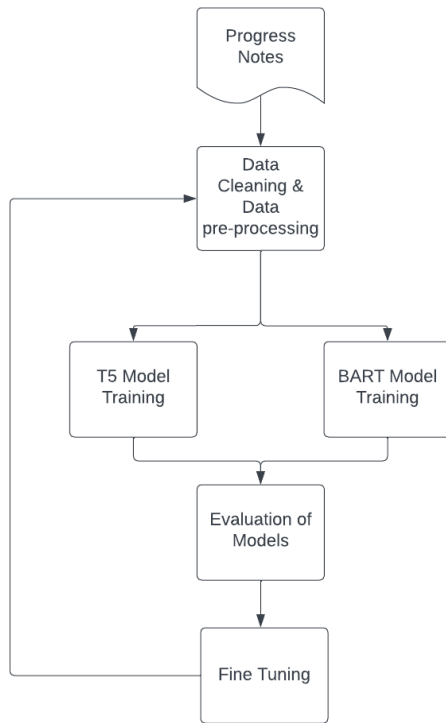 Progress
Notes
Data
Cleaning &
Data
pre-processing
T5 Model
Training
BART Model
Training
Evaluation of
Models
Fine Tuning